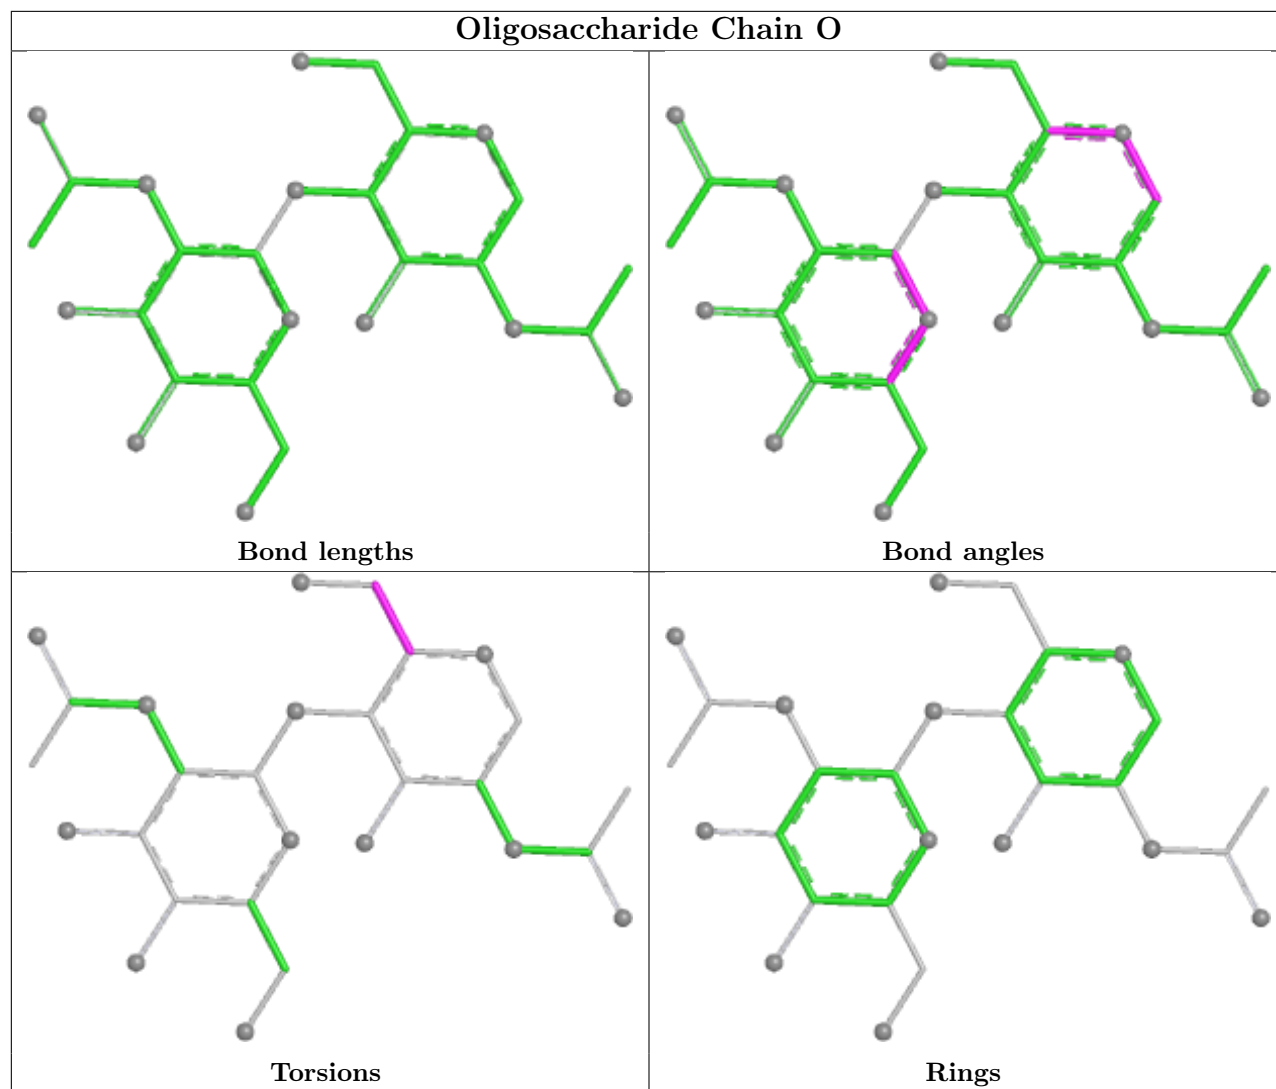 Oligosaccharide Chain O
Bond lengths
Bond angles
Torsions
Rings